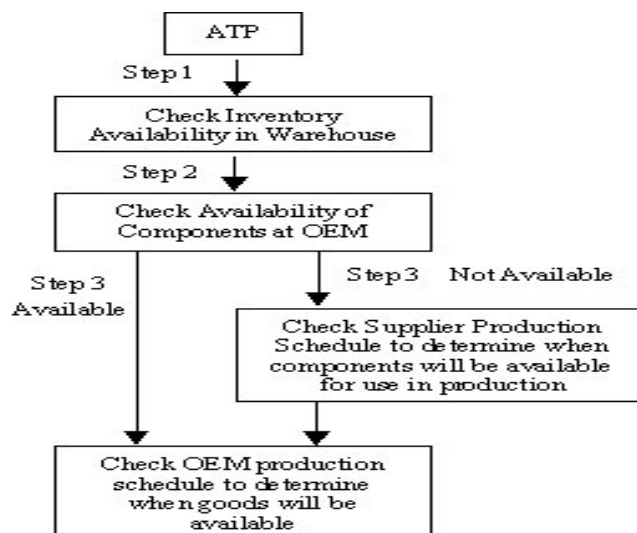 ATP
Step 1
Check Inventory
Availability in Warehouse
Step 2
Check Availability of
Components at OEM
Step 3
Available
Step 3 Not Available
Check Supplier Production
Schedule to determine when
components will be available
for use in production
Check OEM production
schedule to determine
when goods will be
available